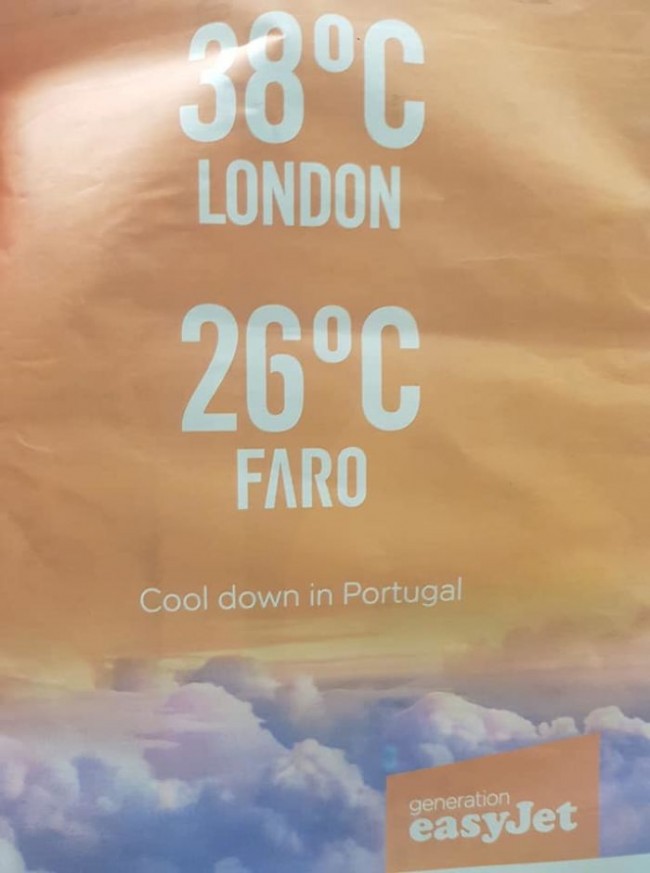 38°C
LONDON
26°C
FARO
Cool down in Portugal
generation
easyJet